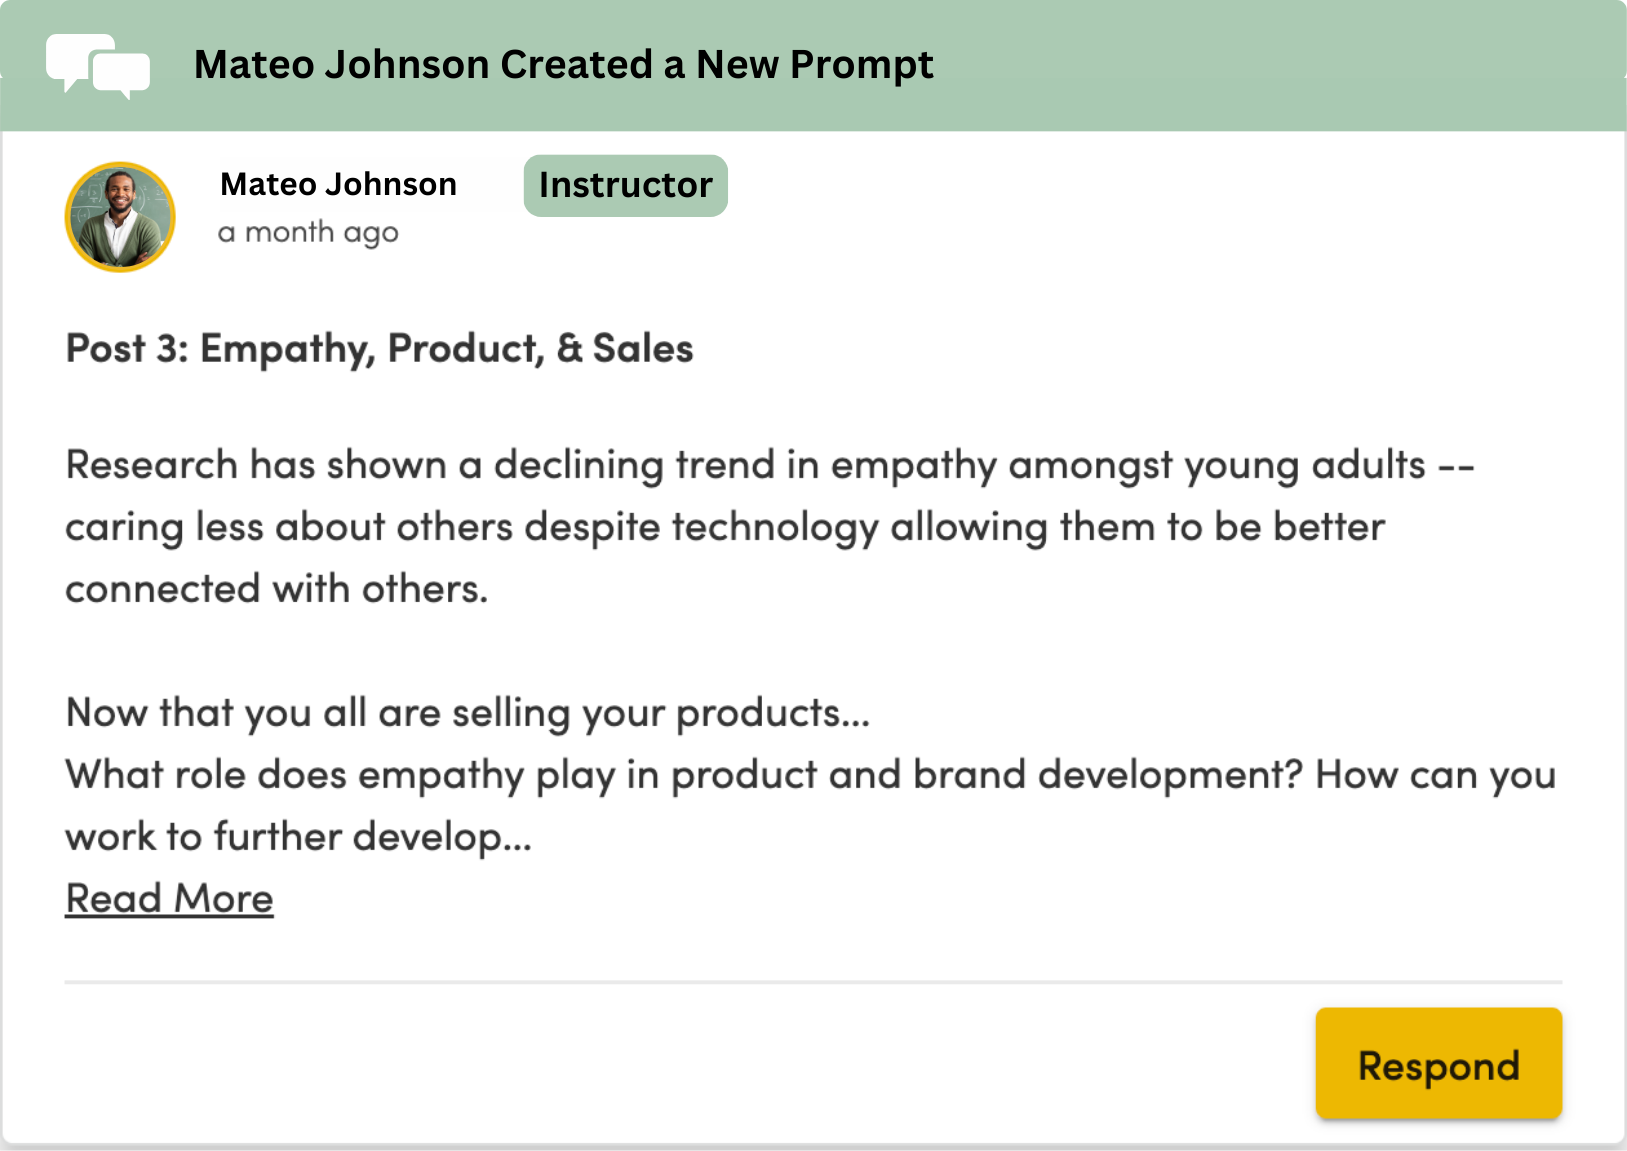 Mateo Johnson Created a New Prompt
Mateo Johnson
Instructor
a month ago
Post 3: Empathy, Product, & Sales
Research has shown a declining trend in empathy amongst young adults --
caring less about others despite technology allowing them to be better
connected with others.
Now that you all are selling your products...
What role does empathy play in product and brand development? How can you
work to further develop...
Read More
Respond